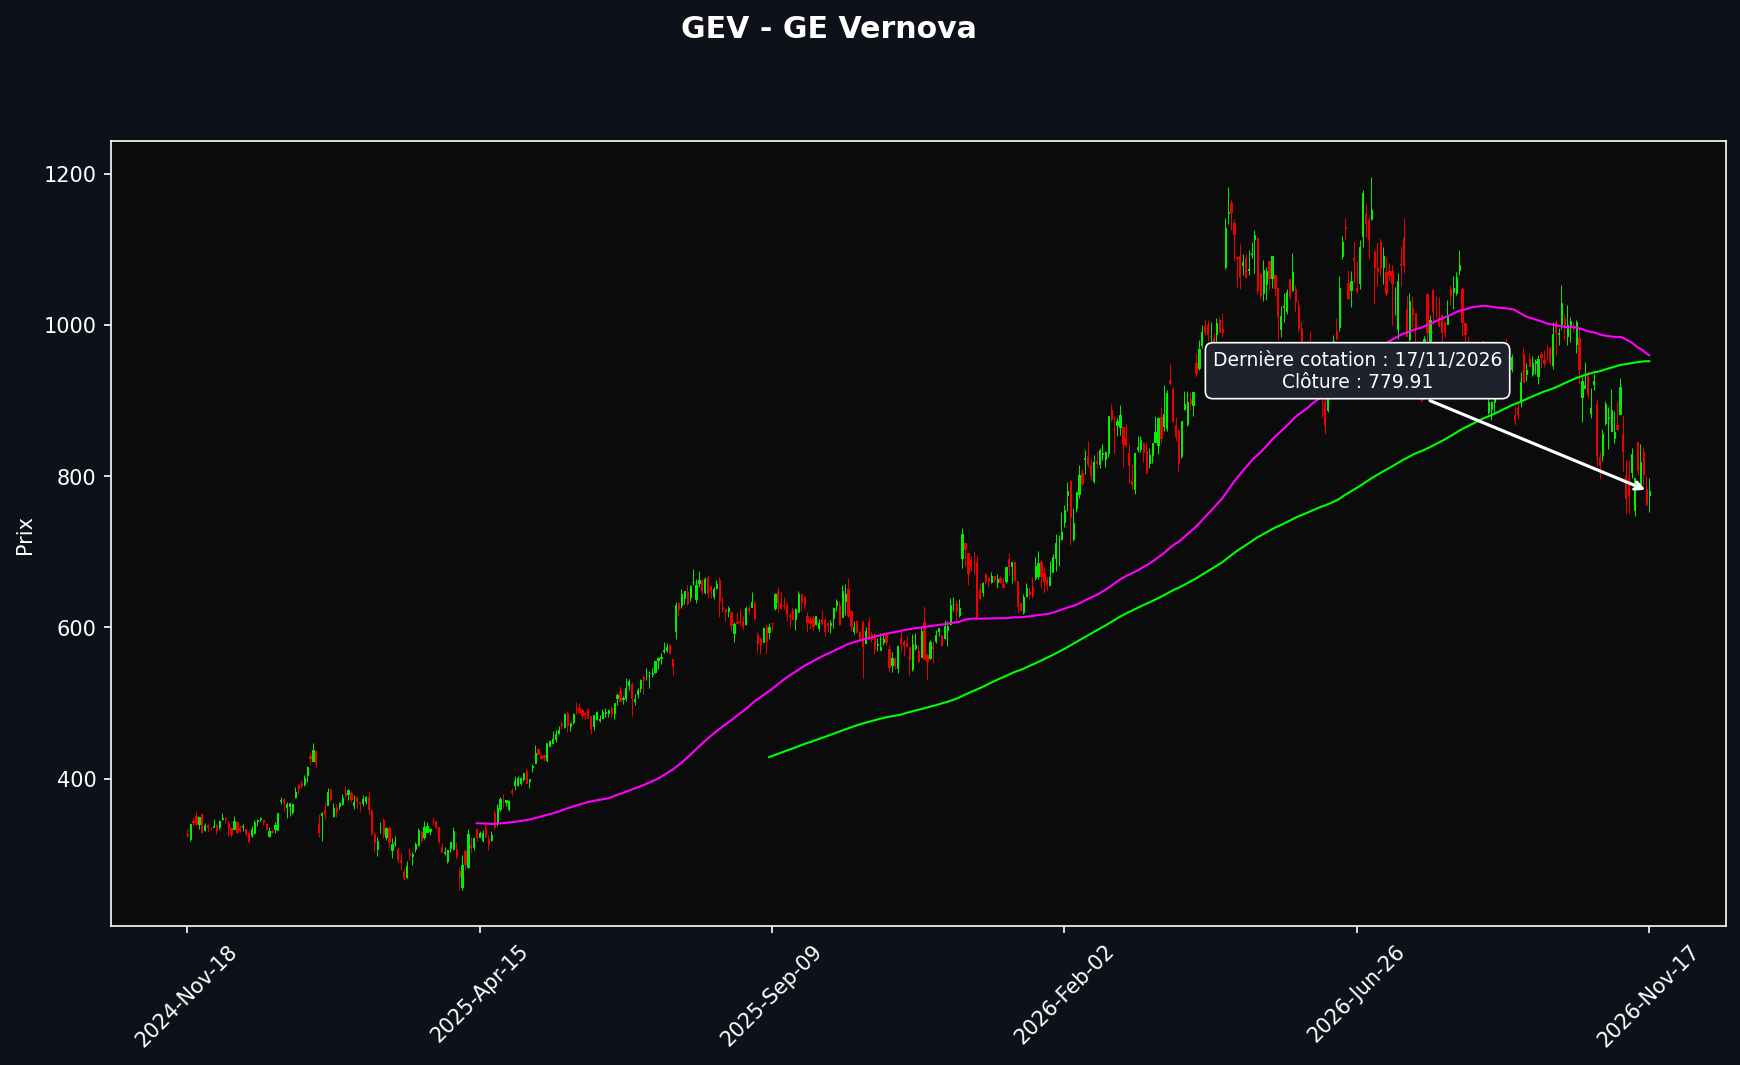 GEV - GE Vernova
1200
1000
800
600
400
Prix
Dernière cotation : 17/11/2026
Clôture : 779.91
2024-Nov-18
2025-Apr-15
2025-Sep-09
2026-Feb-02
2026-Jun-26
2026-Nov-17